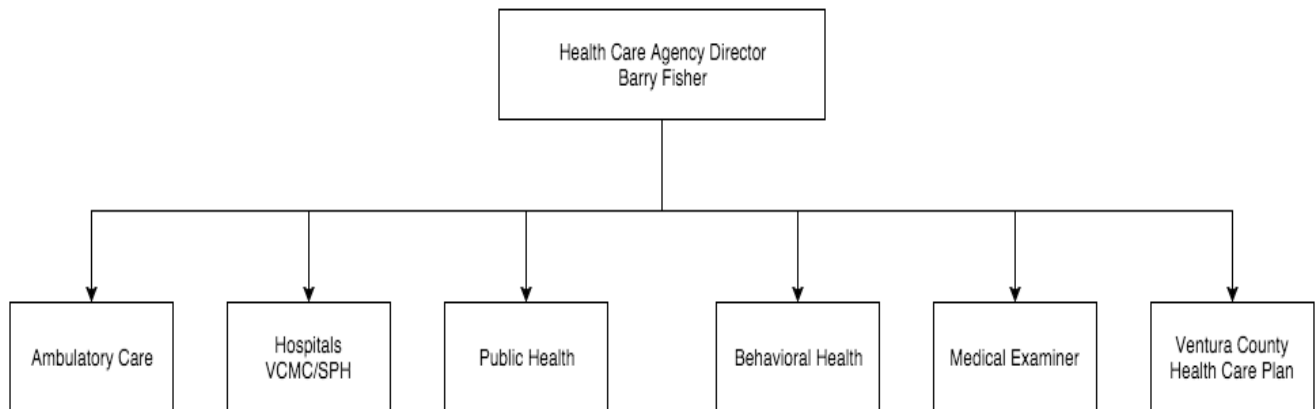 Health Care Agency Director
Barry Fisher
Ambulatory Care
Hospitals
VCMC/SPH
Public Health
Behavioral Health
Medical Examiner
Ventura County
Health Care Plan